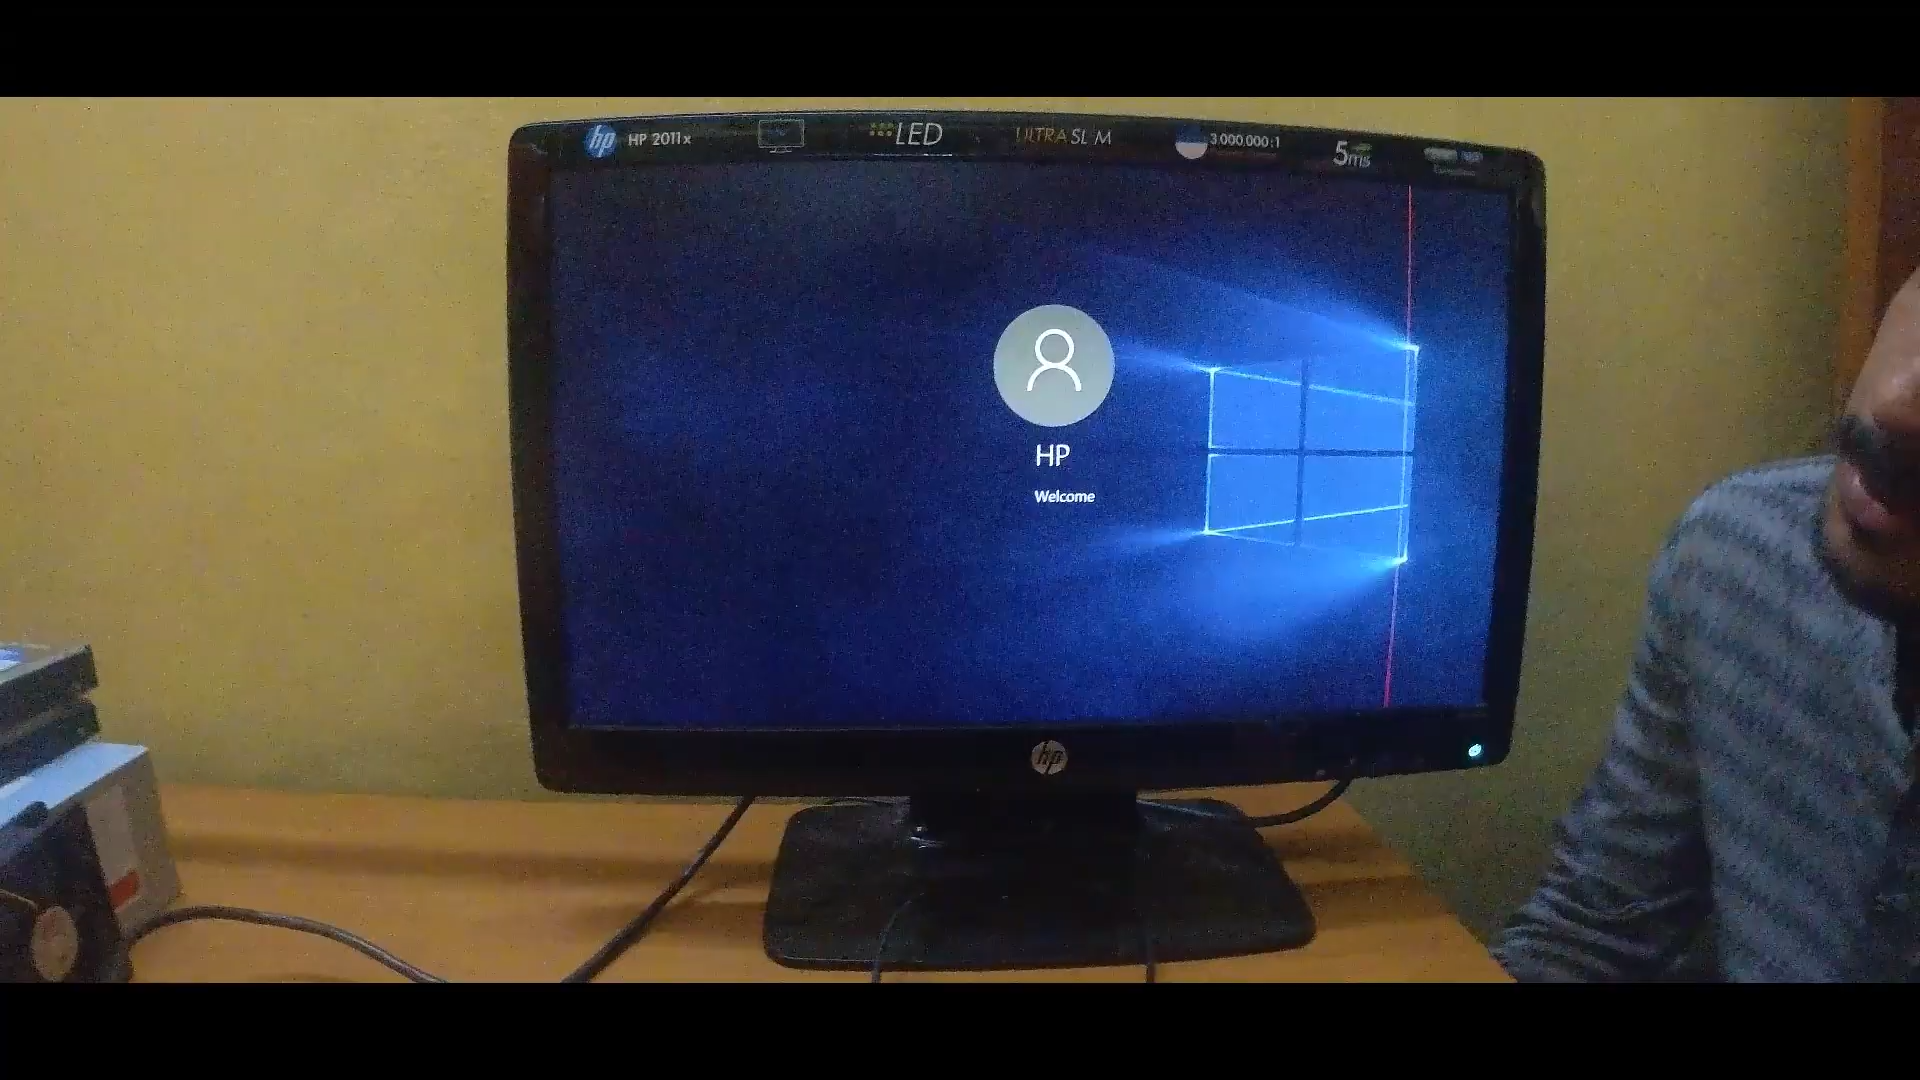 hp HP 2011x LED ULTRA SLIM 3,000,000:1 5ms
HP
Welcome
hp